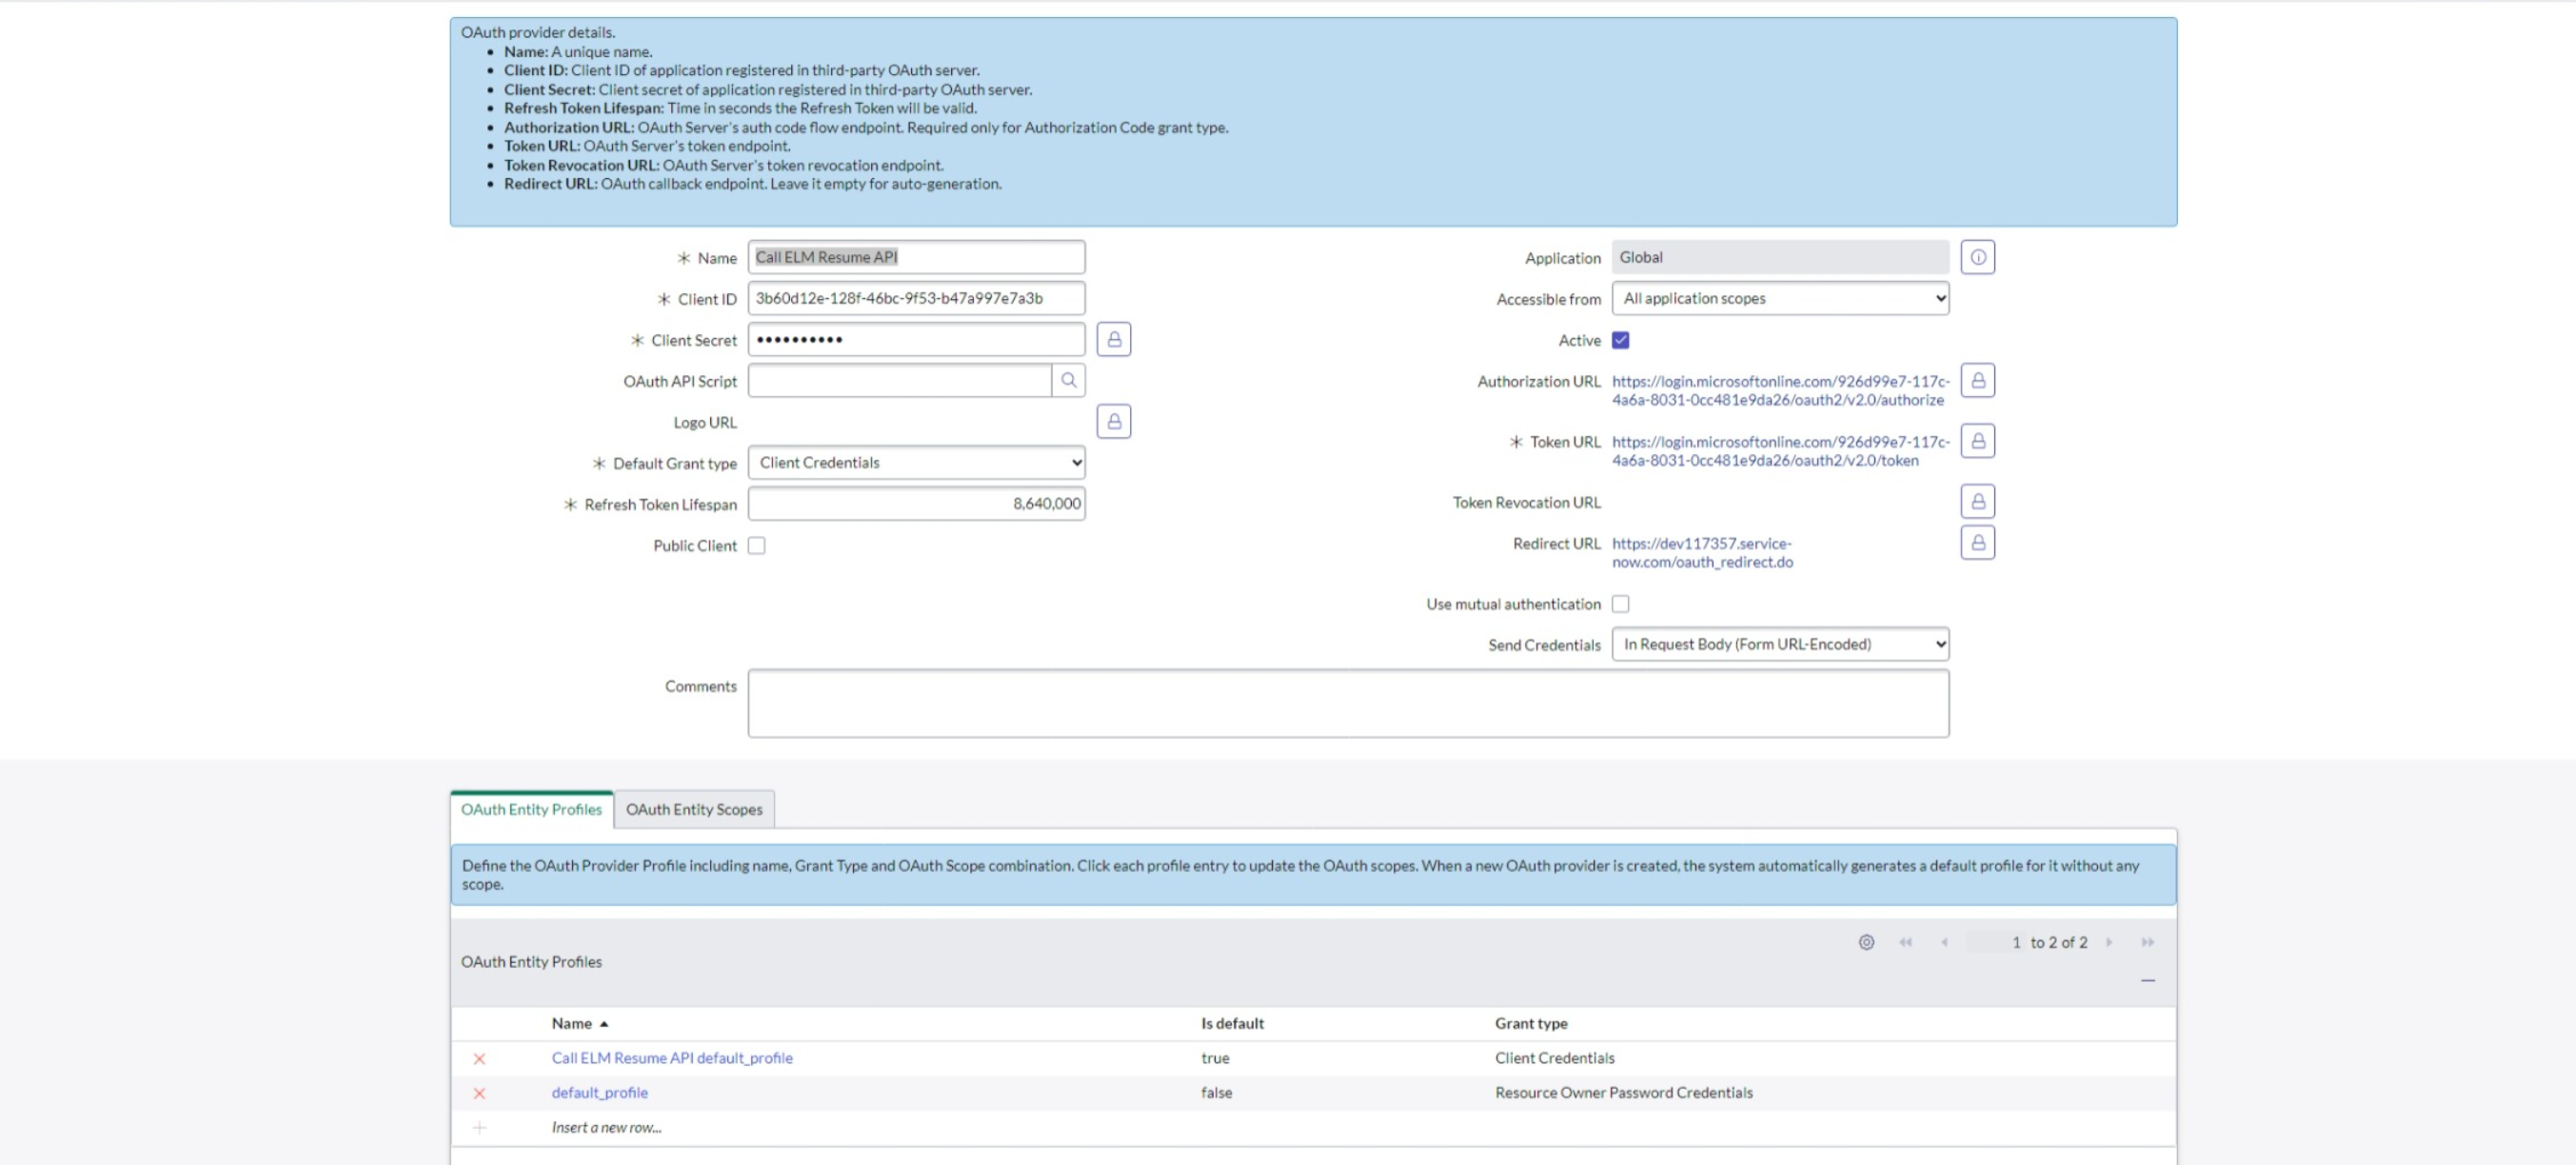 OAuth provider details.
Name: A unique name.
Client ID: Client ID of application registered in third-party OAuth server.
Client Secret: Client secret of application registered in third-party OAuth server.
Refresh Token Lifespan: Time in seconds the Refresh Token will be valid.
Authorization URL: OAuth Server's auth code flow endpoint. Required only for Authorization Code grant type.
Token URL: OAuth Server's token endpoint.
Token Revocation URL: OAuth Server's token revocation endpoint.
Redirect URL: OAuth callback endpoint. Leave it empty for auto-generation.
Name Call ELM Resume API
Client ID 3b60d12e-128f-46bc-9f53-b47a997e7a3b
Client Secret ••••••••••
OAuth API Script
Logo URL
Default Grant type Client Credentials
Refresh Token Lifespan 8,640,000
Public Client
Application Global
Accessible from All application scopes
Active
Authorization URL https://login.microsoftonline.com/926d99e7-117c-
4a6a-8031-0cc481e9da26/oauth2/v2.0/authorize
Token URL https://login.microsoftonline.com/926d99e7-117c-
4a6a-8031-0cc481e9da26/oauth2/v2.0/token
Token Revocation URL
Redirect URL https://dev117357.service-
now.com/oauth_redirect.do
Use mutual authentication
Send Credentials In Request Body (Form URL-Encoded)
Comments
OAuth Entity Profiles OAuth Entity Scopes
Define the OAuth Provider Profile including name, Grant Type and OAuth Scope combination. Click each profile entry to update the OAuth scopes. When a new OAuth provider is created, the system automatically generates a default profile for it without any
scope.
1 to 2 of 2
OAuth Entity Profiles
Name Is default Grant type
Call ELM Resume API default_profile true Client Credentials
default_profile false Resource Owner Password Credentials
Insert a new row...